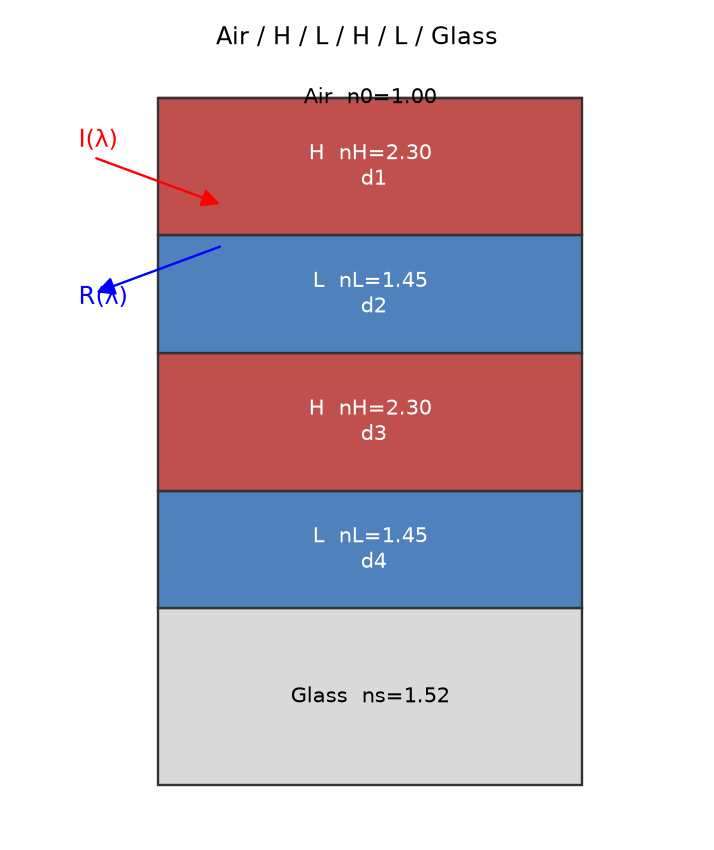 Air / H / L / H / L / Glass
Air  n0=1.00
I(λ)
H  nH=2.30
d1
L  nL=1.45
d2
R(λ)
H  nH=2.30
d3
L  nL=1.45
d4
Glass  ns=1.52